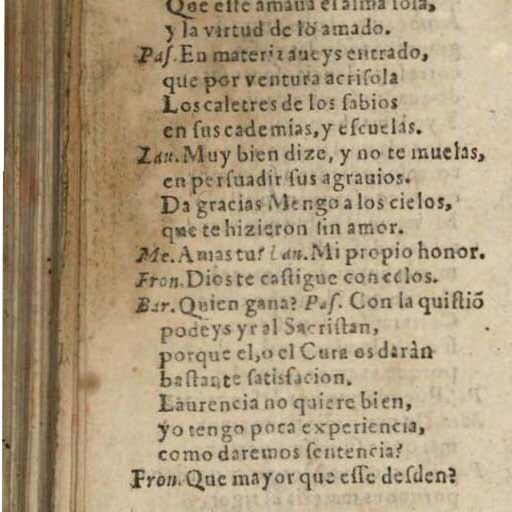 Que esse amaua el alma sola,
y la virtud de lo amado.
Pas. En materia aueys entrado,
que por ventura acrisola
Los caletres de los sabios
en sus cademias, y escuelas.
Lau. Muy bien dize, y no te muelas,
en persuadir sus agrauios.
Da gracias Mengo a los cielos,
que te hizieron sin amor.
Me. Amas tu? Lau. Mi propio honor.
Fron. Dios te castigue con celos.
Bar. Quien gana? Pas. Con la quistiõ
podeys yr al Sacristan,
porque el, o el Cura os daràn
bastante satisfacion.
Laurencia no quiere bien,
yo tengo poca experiencia,
como daremos sentencia?
Fron. Que mayor que esse desden?